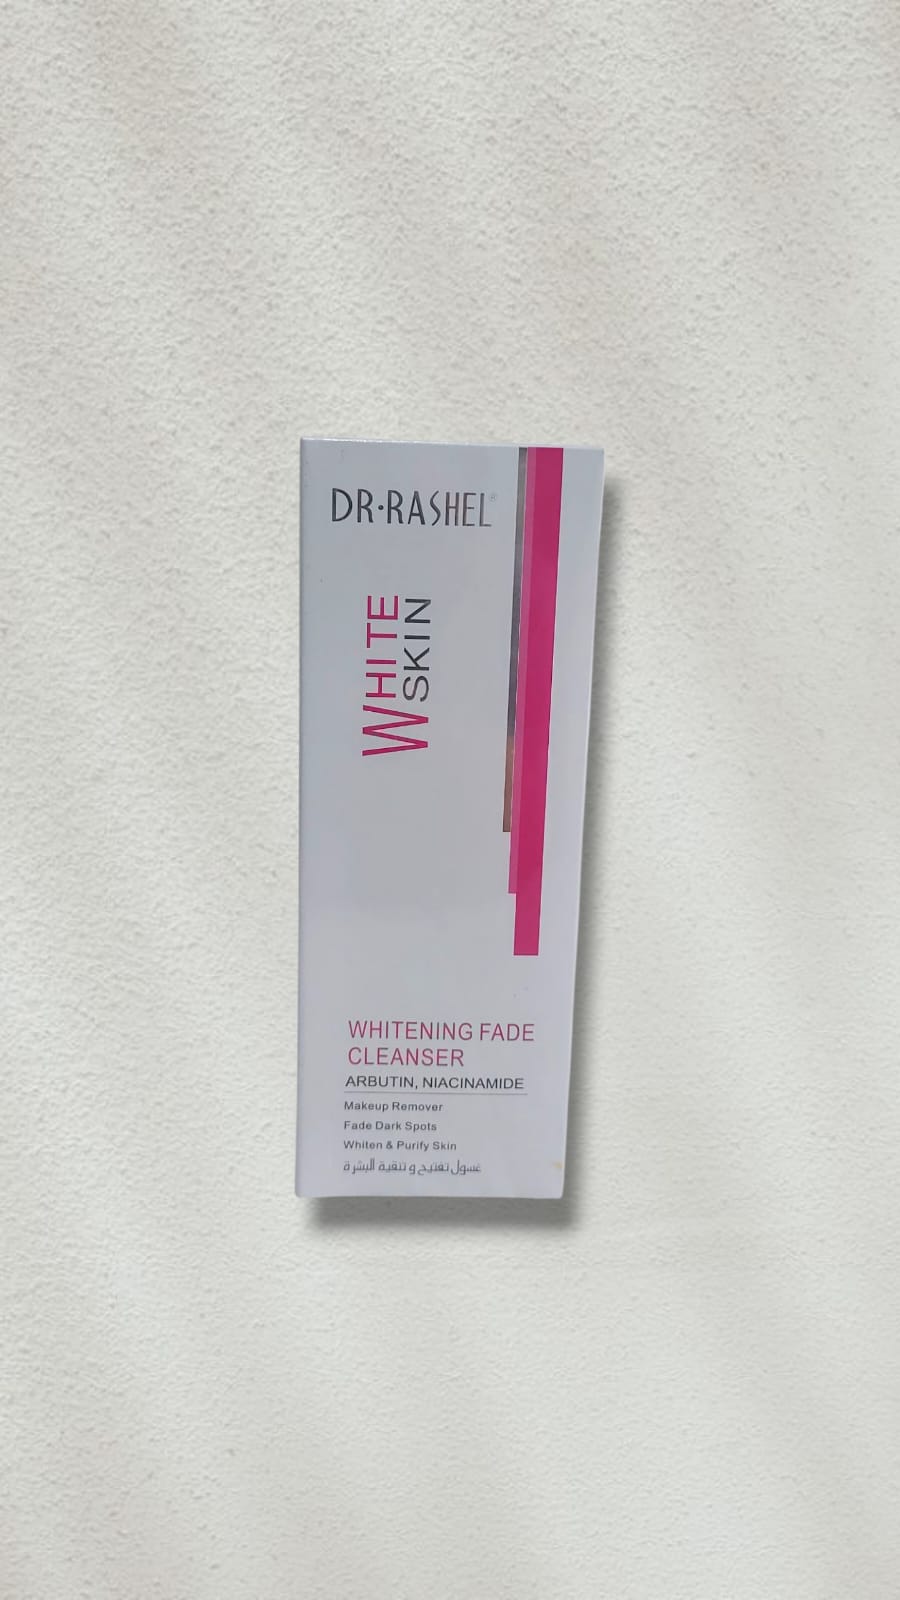 DR·RASHEL®
WHITE
SKIN
WHITENING FADE
CLEANSER
ARBUTIN, NIACINAMIDE
Makeup Remover
Fade Dark Spots
Whiten & Purify Skin
غسول تفتيح و تنقية البشرة